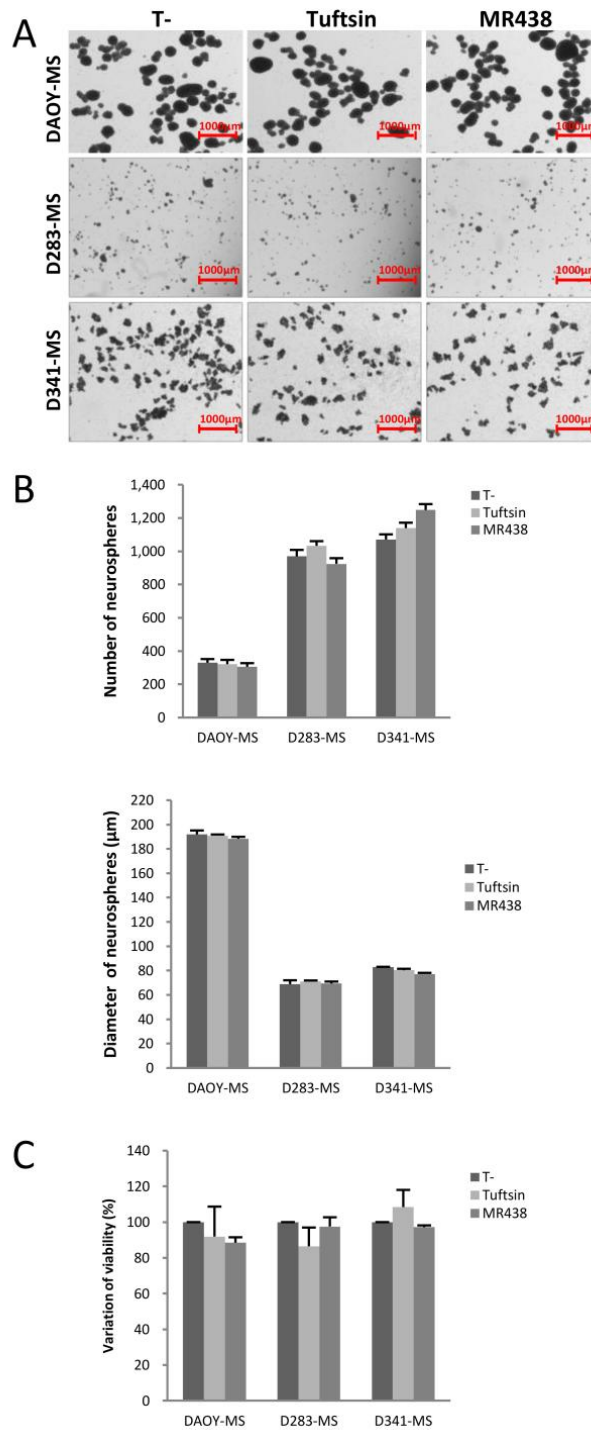 A
T-
Tuftsin
MR438
DAOY-MS
1000µm
1000µm
1000µm
D283-MS
1000µm
1000µm
1000µm
D341-MS
1000µm
1000µm
1000µm
B
Number of neurospheres
1,400
1,200
1,000
800
600
400
200
0
DAOY-MS
D283-MS
D341-MS
T-
Tuftsin
MR438
Diameter of neurospheres (µm)
220
200
180
160
140
120
100
80
60
40
20
0
DAOY-MS
D283-MS
D341-MS
T-
Tuftsin
MR438
C
Variation of viability (%)
140
120
100
80
60
40
20
0
DAOY-MS
D283-MS
D341-MS
T-
Tuftsin
MR438